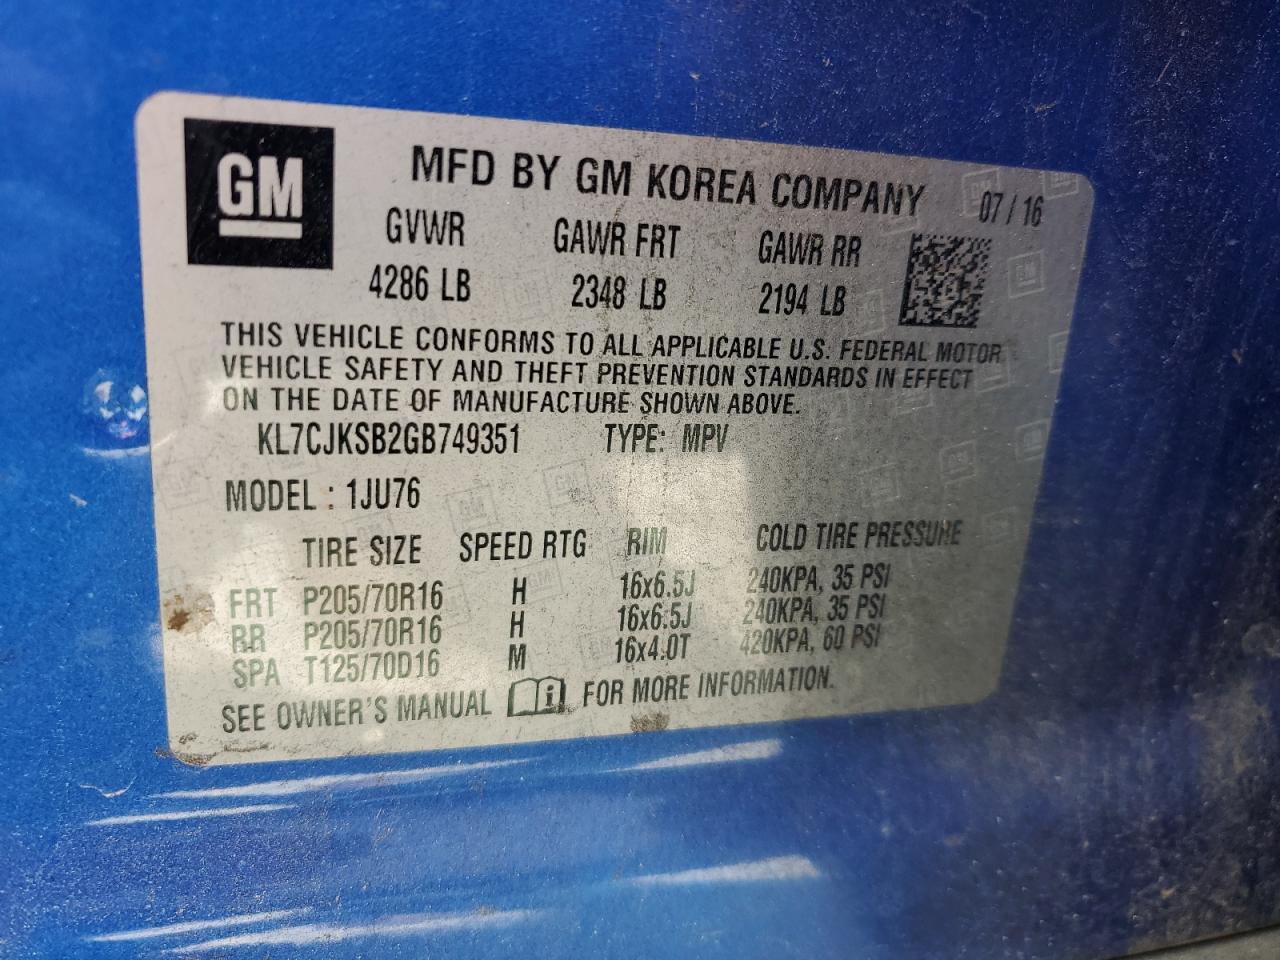 GM MFD BY GM KOREA COMPANY 07 / 16
GVWR GAWR FRT GAWR RR
4286 LB 2348 LB 2194 LB
THIS VEHICLE CONFORMS TO ALL APPLICABLE U.S. FEDERAL MOTOR
VEHICLE SAFETY AND THEFT PREVENTION STANDARDS IN EFFECT
ON THE DATE OF MANUFACTURE SHOWN ABOVE.
KL7CJKSB2GB749351 TYPE: MPV
MODEL : 1JU76
TIRE SIZE SPEED RTG RIM COLD TIRE PRESSURE
FRT P205/70R16 H 16x6.5J 240KPA, 35 PSI
RR P205/70R16 H 16x6.5J 240KPA, 35 PSI
SPA T125/70D16 M 16x4.0T 420KPA, 60 PSI
SEE OWNER'S MANUAL i FOR MORE INFORMATION.